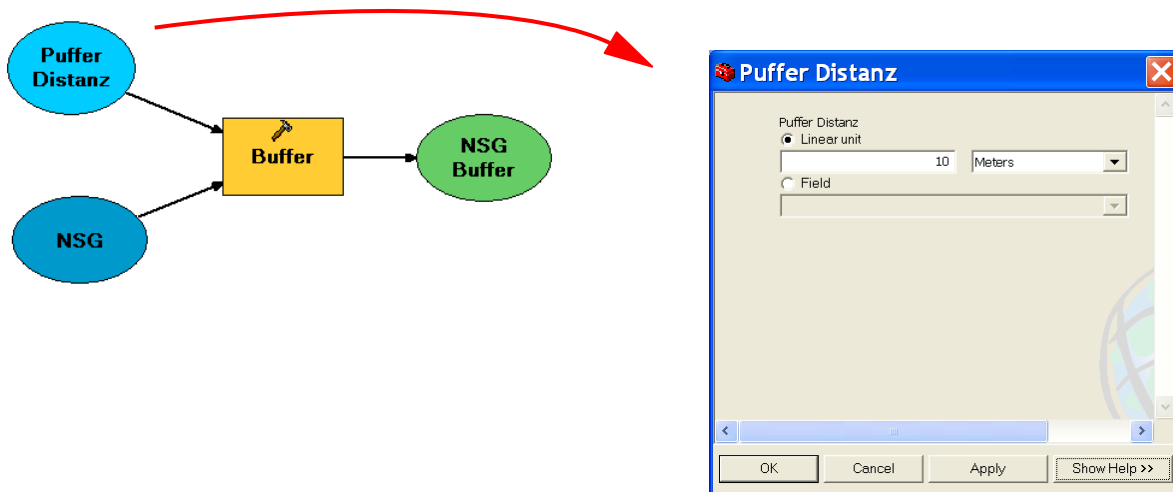 Puffer
Distanz
Buffer
NSG
Buffer
NSG
Puffer Distanz
Puffer Distanz
Linear unit
10 Meters
Field
OK Cancel Apply Show Help >>